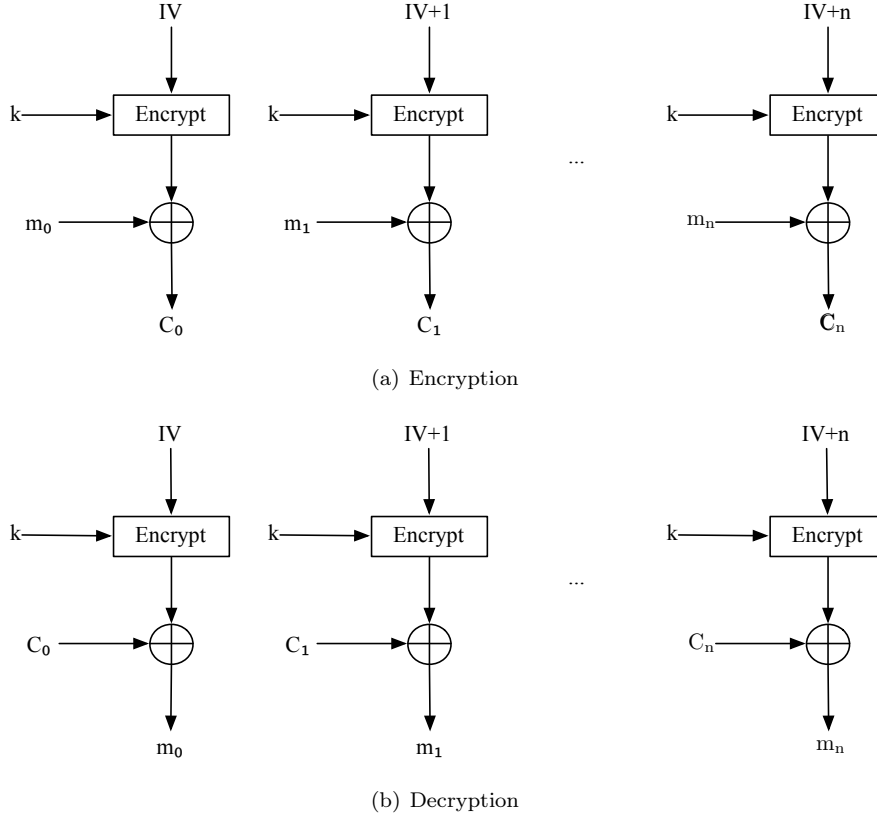 IV IV+1 IV+n
k Encrypt k Encrypt k Encrypt
...
m₀ m₁ mₙ
C₀ C₁ Cₙ
(a) Encryption
IV IV+1 IV+n
k Encrypt k Encrypt k Encrypt
...
C₀ C₁ Cₙ
m₀ m₁ mₙ
(b) Decryption